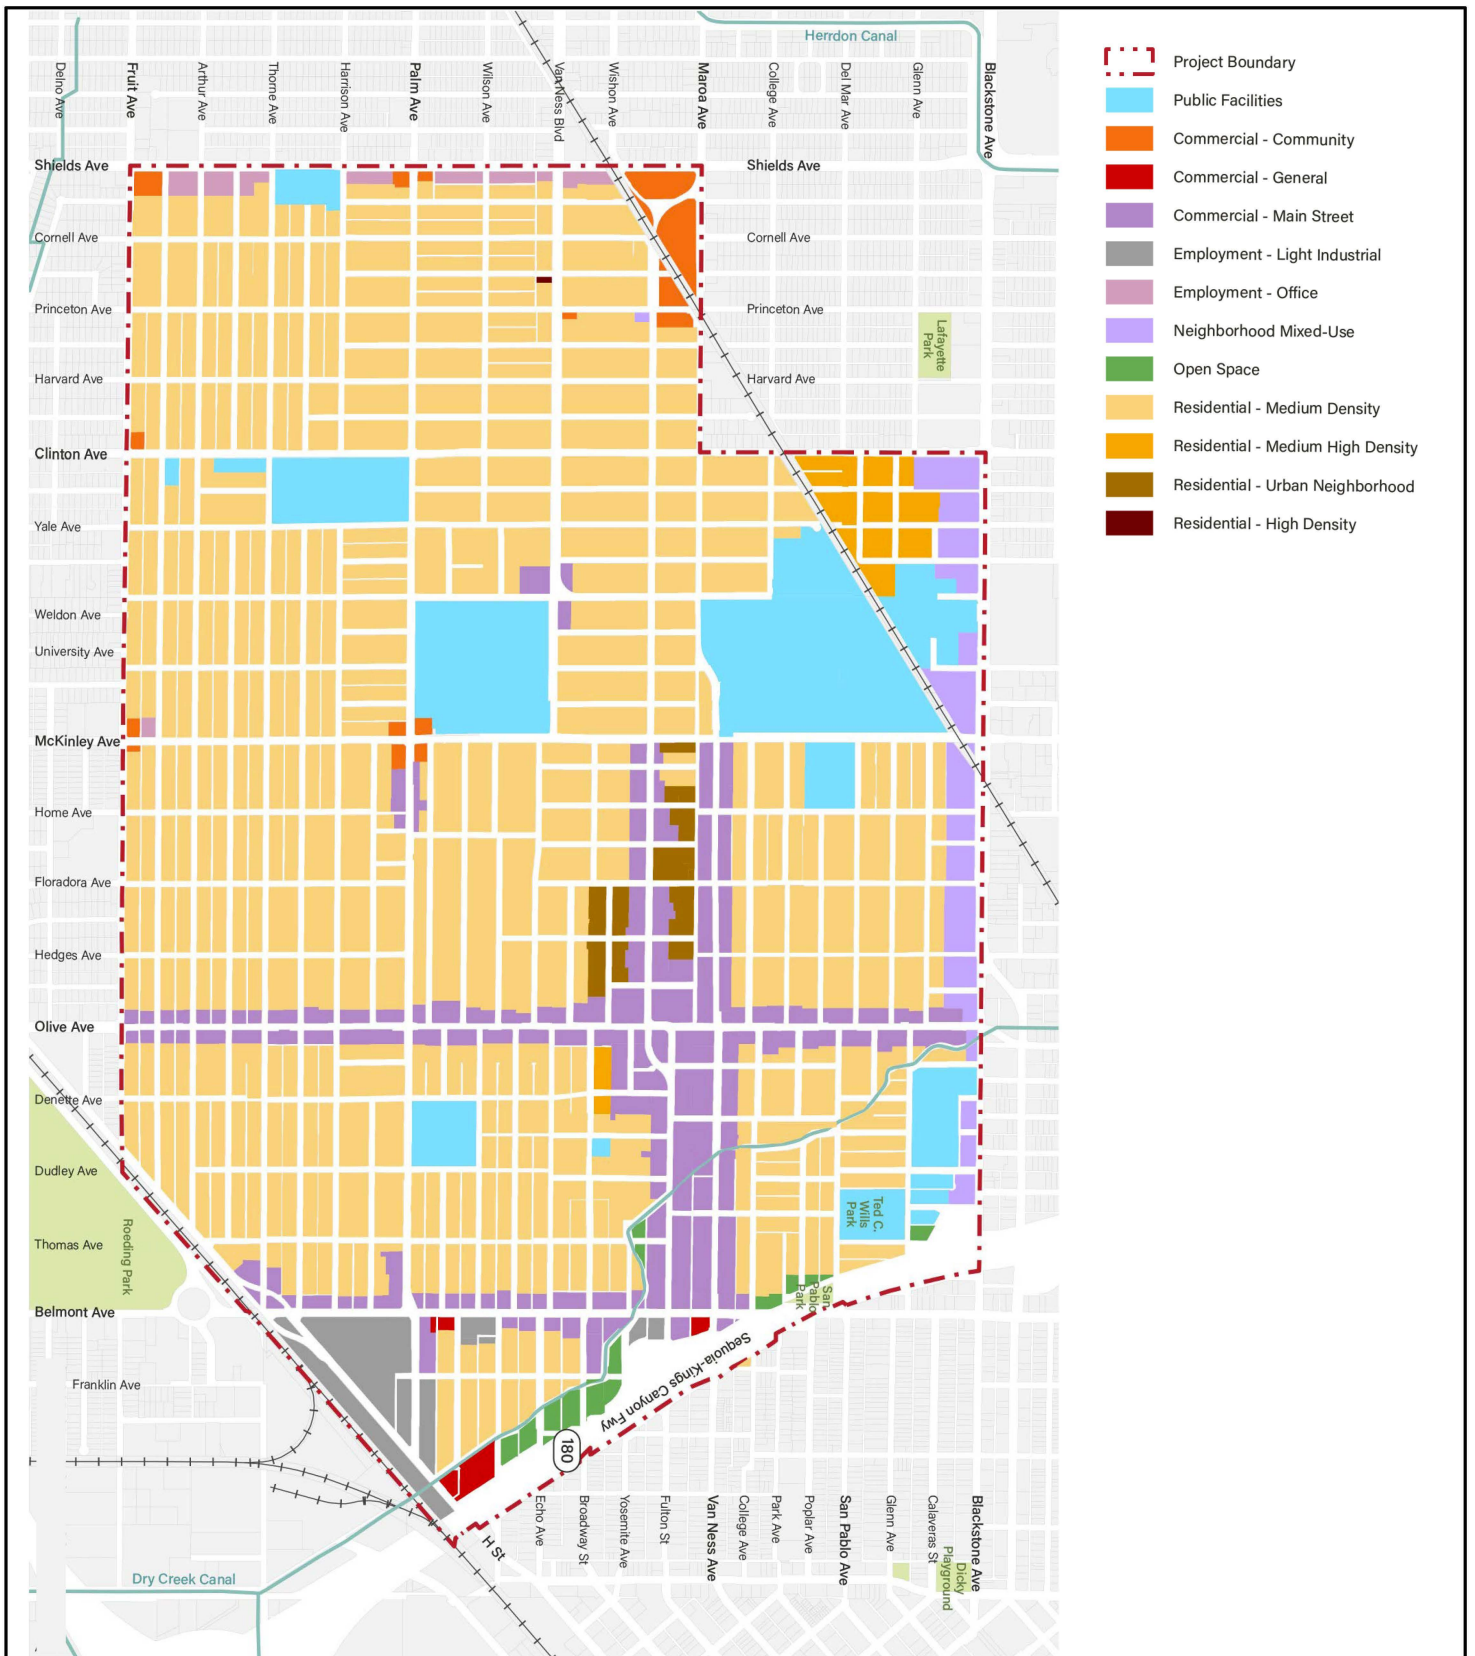 Herrdon Canal
Delno Ave
Fruit Ave
Arthur Ave
Thorne Ave
Harrison Ave
Palm Ave
Wilson Ave
Van Ness Blvd
Wishon Ave
Maroa Ave
College Ave
Del Mar Ave
Glenn Ave
Blackstone Ave
Project Boundary
Public Facilities
Commercial - Community
Commercial - General
Commercial - Main Street
Employment - Light Industrial
Employment - Office
Neighborhood Mixed-Use
Open Space
Residential - Medium Density
Residential - Medium High Density
Residential - Urban Neighborhood
Residential - High Density
Shields Ave
Shields Ave
Cornell Ave
Cornell Ave
Princeton Ave
Princeton Ave
Lafayette
Park
Harvard Ave
Harvard Ave
Clinton Ave
Yale Ave
Weldon Ave
University Ave
McKinley Ave
Home Ave
Floradora Ave
Hedges Ave
Olive Ave
Denette Ave
Dudley Ave
Ted C.
Wills
Park
Roeding Park
Thomas Ave
San
Pablo
Park
Belmont Ave
Sequoia-Kings Canyon Fwy
Franklin Ave
180
H St
Echo Ave
Broadway St
Yosemite Ave
Fulton St
Van Ness Ave
College Ave
Park Ave
Poplar Ave
San Pablo Ave
Glenn Ave
Calaveras St
Blackstone Ave
Dicky
Playground
Dry Creek Canal